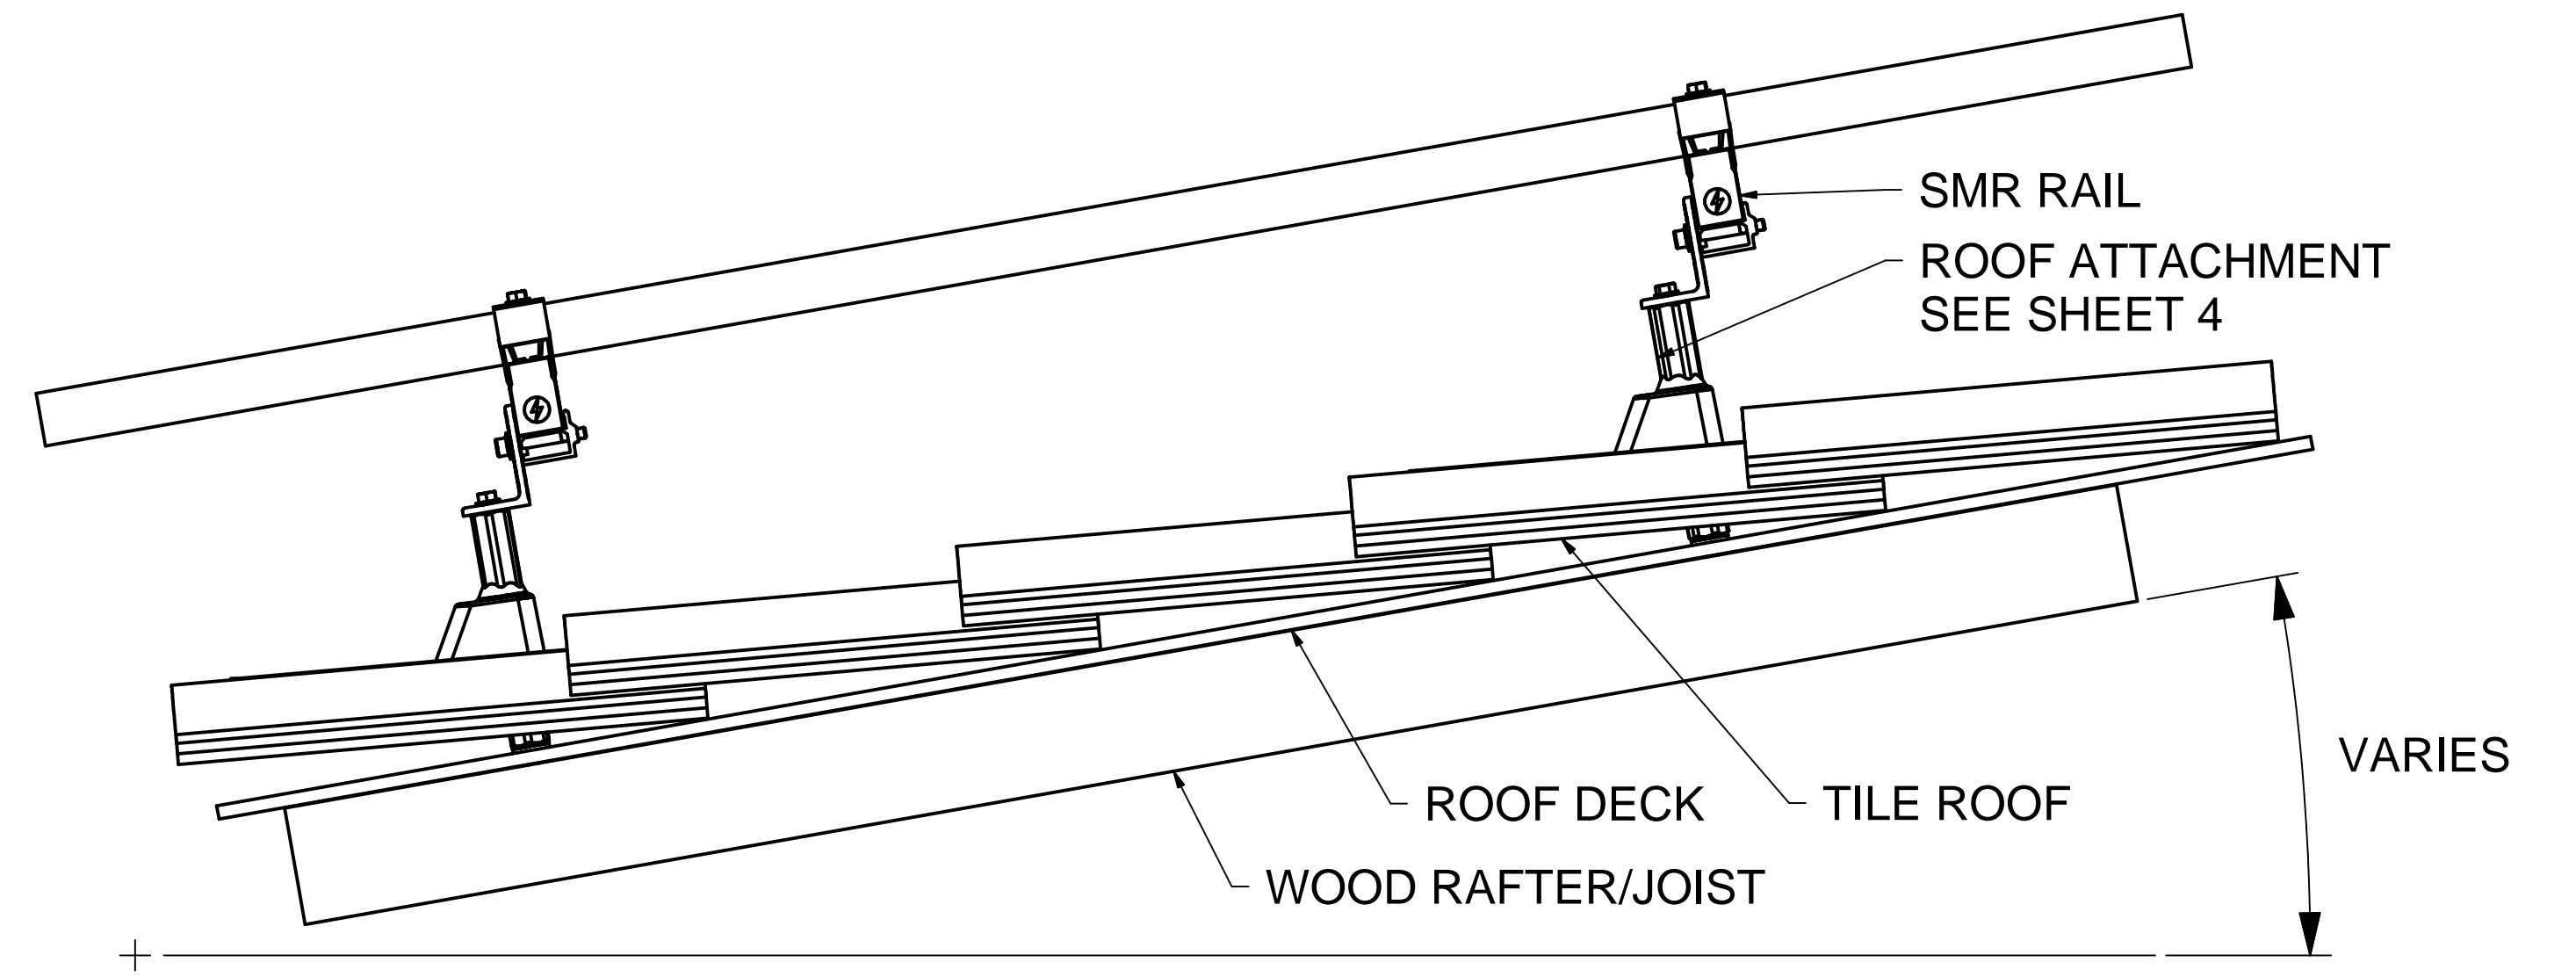 SMR RAIL
ROOF ATTACHMENT
SEE SHEET 4
VARIES
ROOF DECK
TILE ROOF
WOOD RAFTER/JOIST